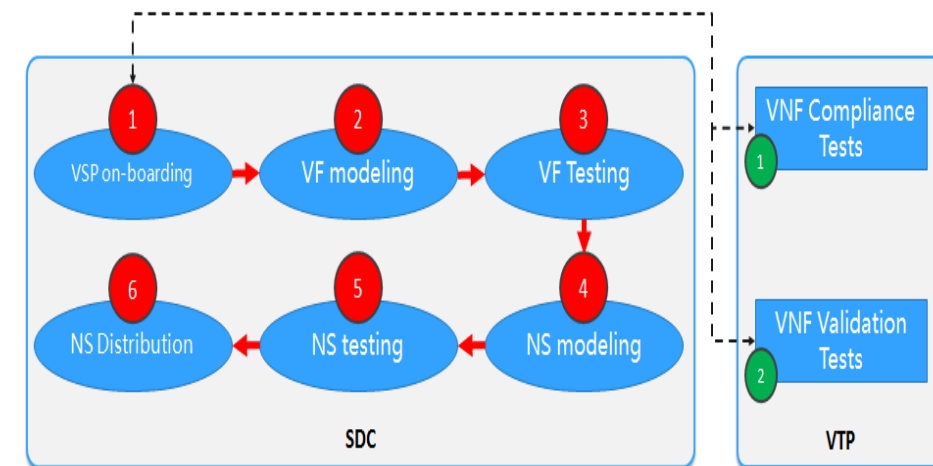 1
2
3
VSP on-boarding
VF modeling
VF Testing
6
5
4
NS Distribution
NS testing
NS modeling
SDC
VNF Compliance
Tests
1
VNF Validation
Tests
2
VTP